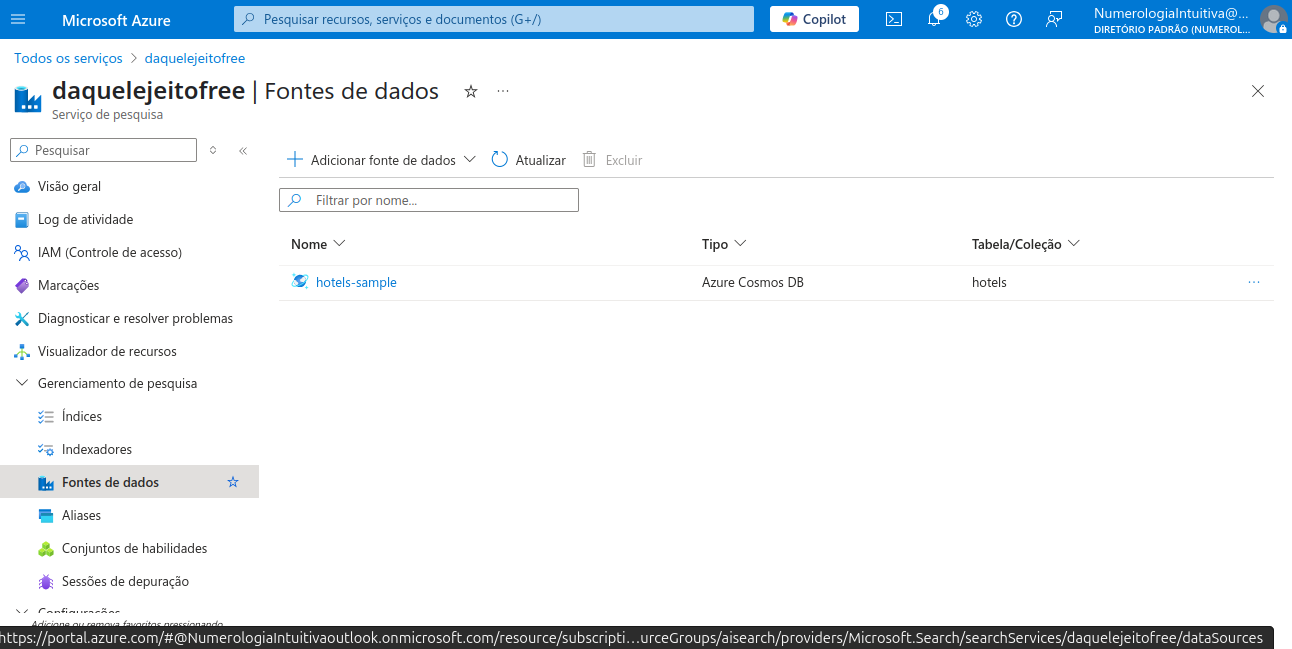 Microsoft Azure
Pesquisar recursos, serviços e documentos (G+/)
Copilot
6
NumerologiaIntuitiva@...
DIRETÓRIO PADRÃO (NUMEROL...
Todos os serviços > daquelejeitofree
daquelejeitofree | Fontes de dados
Serviço de pesquisa
Pesquisar
Adicionar fonte de dados
Atualizar
Excluir
Filtrar por nome...
Nome
Tipo
Tabela/Coleção
hotels-sample
Azure Cosmos DB
hotels
Visão geral
Log de atividade
IAM (Controle de acesso)
Marcações
Diagnosticar e resolver problemas
Visualizador de recursos
Gerenciamento de pesquisa
Índices
Indexadores
Fontes de dados
Aliases
Conjuntos de habilidades
Sessões de depuração
Configurações
Adicione ou remova favoritos pressionando
https://portal.azure.com/#@NumerologiaIntuitivaoutlook.onmicrosoft.com/resource/subscripti…urceGroups/aisearch/providers/Microsoft.Search/searchServices/daquelejeitofree/dataSources